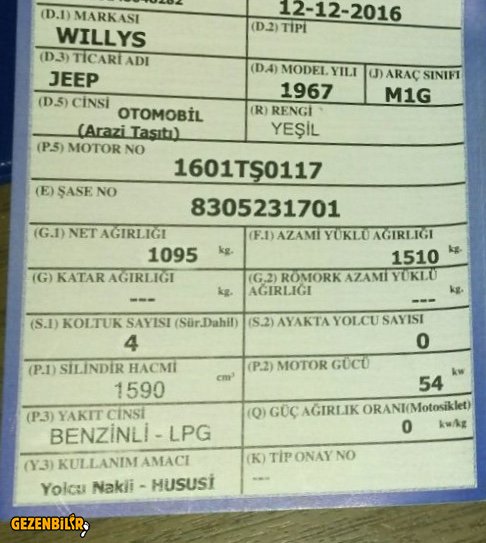 12-12-2016
(D.1) MARKASI
WILLYS
(D.2) TİPİ
(D.3) TİCARİ ADI
JEEP
(D.4) MODEL YILI
1967
(J) ARAÇ SINIFI
M1G
(D.5) CİNSİ
OTOMOBİL
(Arazi Taşıtı)
(R) RENGİ
YEŞİL
(P.5) MOTOR NO
1601TŞ0117
(E) ŞASE NO
8305231701
(G.1) NET AĞIRLIĞI
1095 kg.
(F.1) AZAMİ YÜKLÜ AĞIRLIĞI
1510 kg.
(G) KATAR AĞIRLIĞI
--- kg.
(G.2) RÖMORK AZAMİ YÜKLÜ
AĞIRLIĞI
--- kg.
(S.1) KOLTUK SAYISI (Sür.Dahil)
4
(S.2) AYAKTA YOLCU SAYISI
0
(P.1) SİLİNDİR HACMİ
1590 cm³
(P.2) MOTOR GÜCÜ
54 kw
(P.3) YAKIT CİNSİ
BENZİNLİ - LPG
(Q) GÜÇ AĞIRLIK ORANI(Motosiklet)
0 kw/kg
(Y.3) KULLANIM AMACI
Yolcu Nakli - HUSUSİ
(K) TİP ONAY NO
---
GEZENBİLİR